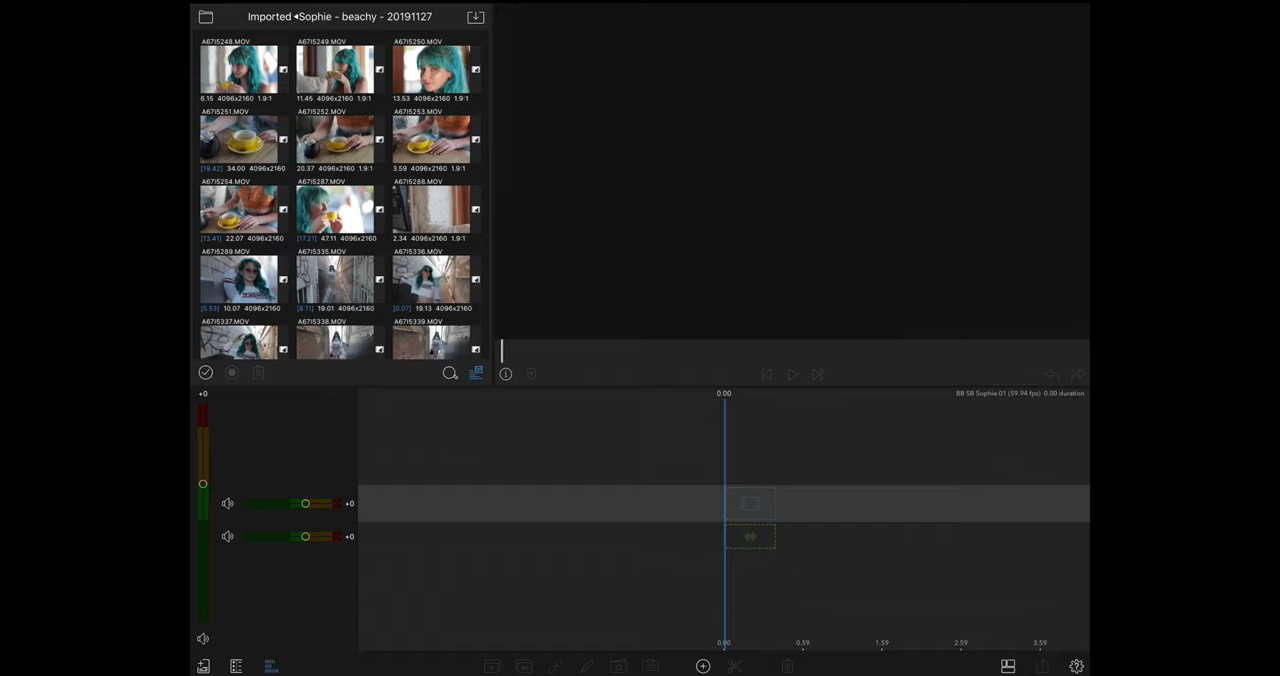 Imported ◂Sophie - beachy - 20191127
A67I5248.MOV A67I5249.MOV A67I5250.MOV
6.15 4096x2160 1.9:1 11.45 4096x2160 1.9:1 13.53 4096x2160 1.9:1
A67I5251.MOV A67I5252.MOV A67I5253.MOV
[19.42] 34.00 4096x2160 20.37 4096x2160 1.9:1 3.59 4096x2160 1.9:1
A67I5254.MOV A67I5287.MOV A67I5288.MOV
[13.41] 22.07 4096x2160 [17.21] 47.11 4096x2160 2.34 4096x2160 1.9:1
A67I5289.MOV A67I5335.MOV A67I5336.MOV
[5.53] 10.07 4096x2160 [8.11] 19.01 4096x2160 [0.07] 19.13 4096x2160
A67I5337.MOV A67I5338.MOV A67I5339.MOV
+0 0.00 BB SB Sophie 01 (59.94 fps) 0.00 duration
+0
+0
0.00 0.59 1.59 2.59 3.59